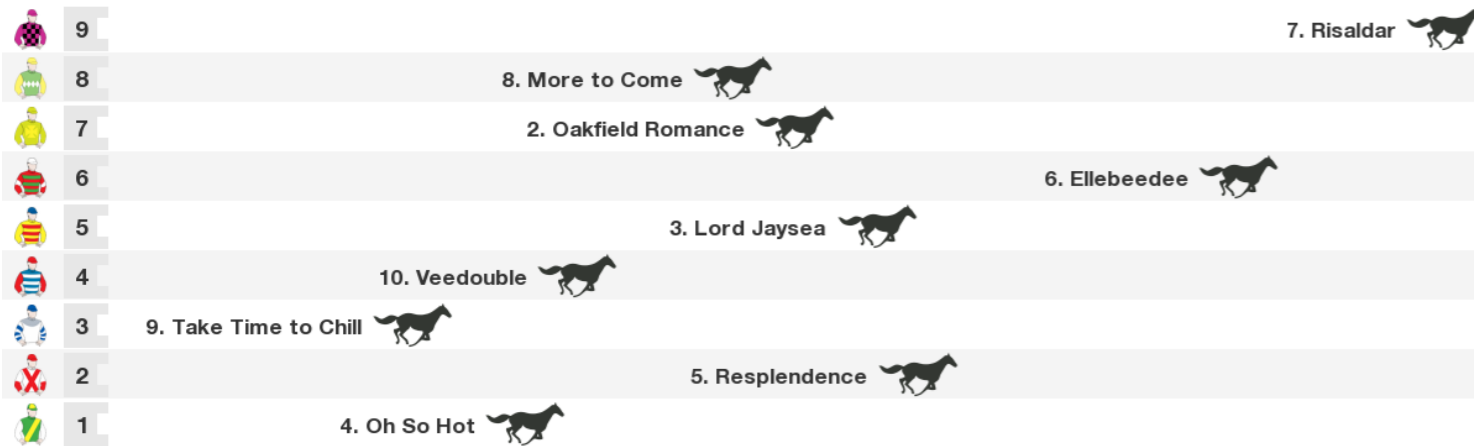 9 7. Risaldar
8 8. More to Come
7 2. Oakfield Romance
6 6. Ellebeedee
5 3. Lord Jaysea
4 10. Veedouble
3 9. Take Time to Chill
2 5. Resplendence
1 4. Oh So Hot